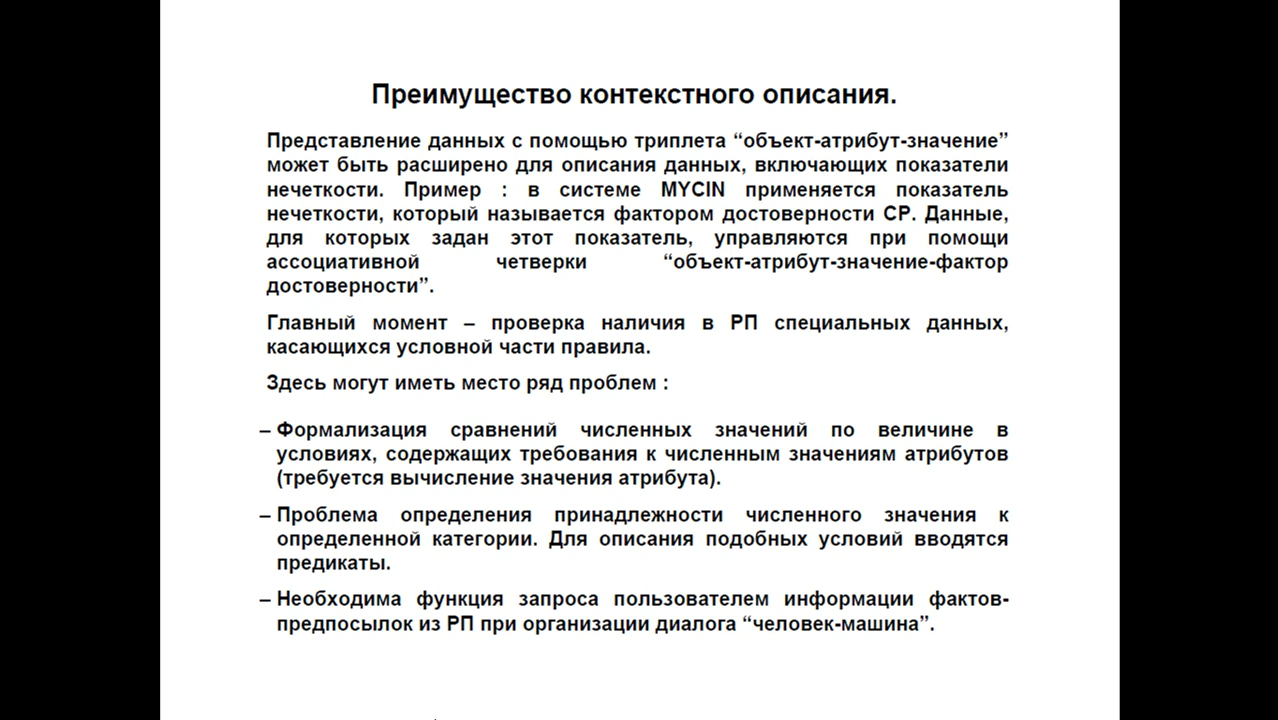 Преимущество контекстного описания.
Представление данных с помощью триплета “объект-атрибут-значение”
может быть расширено для описания данных, включающих показатели
нечеткости. Пример : в системе MYCIN применяется показатель
нечеткости, который называется фактором достоверности СР. Данные,
для которых задан этот показатель, управляются при помощи
ассоциативной четверки “объект-атрибут-значение-фактор
достоверности”.
Главный момент – проверка наличия в РП специальных данных,
касающихся условной части правила.
Здесь могут иметь место ряд проблем :
– Формализация сравнений численных значений по величине в
условиях, содержащих требования к численным значениям атрибутов
(требуется вычисление значения атрибута).
– Проблема определения принадлежности численного значения к
определенной категории. Для описания подобных условий вводятся
предикаты.
– Необходима функция запроса пользователем информации фактов-
предпосылок из РП при организации диалога “человек-машина”.